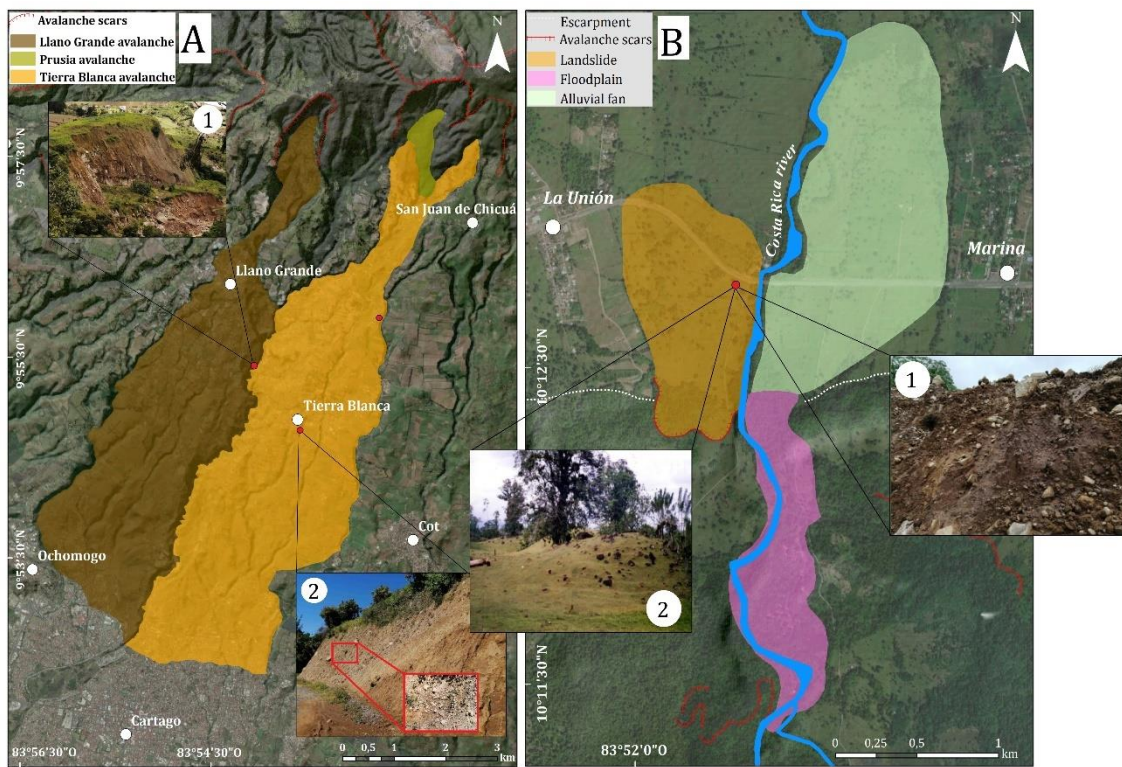 Avalanche scars
Llano Grande avalanche
Prusia avalanche
Tierra Blanca avalanche
A
N
1
9°57'30"N
San Juan de Chicuá
Llano Grande
9°55'30"N
Tierra Blanca
Cot
9°53'30"N
Ochomogo
2
Cartago
83°56'30"O
83°54'30"O
0 0,5 1 2 3
km
Escarpment
Avalanche scars
Landslide
Floodplain
Alluvial fan
B
N
La Unión
Costa Rica river
Marina
10°12'30"N
1
2
10°11'30"N
83°52'0"O
0 0,25 0,5 1
km